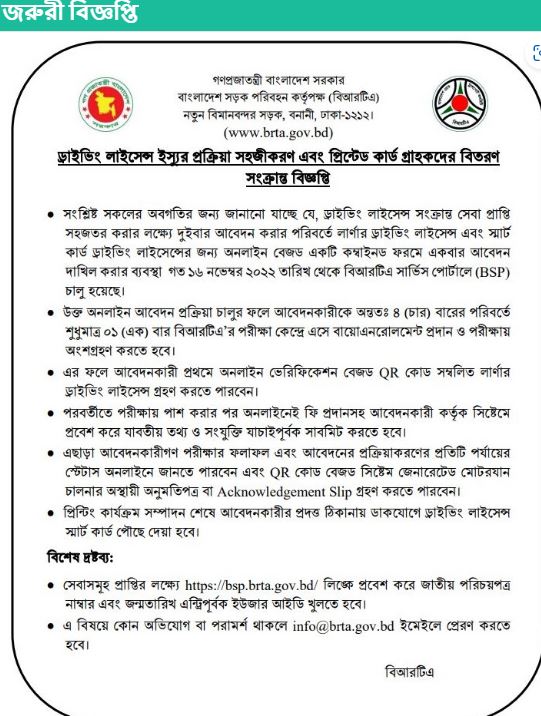 জরুরী বিজ্ঞপ্তি
গণপ্রজাতন্ত্রী বাংলাদেশ সরকার
বাংলাদেশ সড়ক পরিবহন কর্তৃপক্ষ (বিআরটিএ)
নতুন বিমানবন্দর সড়ক, বনানী, ঢাকা-১২১২।
(www.brta.gov.bd)
ড্রাইভিং লাইসেন্স ইস্যুর প্রক্রিয়া সহজীকরণ এবং প্রিন্টেড কার্ড গ্রাহকদের বিতরণ
সংক্রান্ত বিজ্ঞপ্তি
• সংশ্লিষ্ট সকলের অবগতির জন্য জানানো যাচ্ছে যে, ড্রাইভিং লাইসেন্স সংক্রান্ত সেবা প্রাপ্তি
সহজতর করার লক্ষ্যে দুইবার আবেদন করার পরিবর্তে লার্ণার ড্রাইভিং লাইসেন্স এবং স্মার্ট
কার্ড ড্রাইভিং লাইসেন্সের জন্য অনলাইন বেজড একটি কম্বাইনড ফরমে একবার আবেদন
দাখিল করার ব্যবস্থা গত ১৬ নভেম্বর ২০২২ তারিখ থেকে বিআরটিএ সার্ভিস পোর্টালে (BSP)
চালু হয়েছে।
• উক্ত অনলাইন আবেদন প্রক্রিয়া চালুর ফলে আবেদনকারীকে অন্ততঃ ৪ (চার) বারের পরিবর্তে
শুধুমাত্র ০১ (এক) বার বিআরটিএ'র পরীক্ষা কেন্দ্রে এসে বায়োএনরোলমেন্ট প্রদান ও পরীক্ষায়
অংশগ্রহণ করতে হবে।
• এর ফলে আবেদনকারী প্রথমে অনলাইন ভেরিফিকেশন বেজড QR কোড সম্বলিত লার্ণার
ড্রাইভিং লাইসেন্স গ্রহণ করতে পারবেন।
• পরবর্তীতে পরীক্ষায় পাশ করার পর অনলাইনেই ফি প্রদানসহ আবেদনকারী কর্তৃক সিষ্টেমে
প্রবেশ করে যাবতীয় তথ্য ও সংযুক্তি যাচাইপূর্বক সাবমিট করতে হবে।
• এছাড়া আবেদনকারীগণ পরীক্ষার ফলাফল এবং আবেদনের প্রক্রিয়াকরণের প্রতিটি পর্যায়ের
স্টেটাস অনলাইনে জানতে পারবেন এবং QR কোড বেজড সিষ্টেম জেনারেটেড মোটরযান
চালনার অস্থায়ী অনুমতিপত্র বা Acknowledgement Slip গ্রহণ করতে পারবেন।
• প্রিন্টিং কার্যক্রম সম্পাদন শেষে আবেদনকারীর প্রদত্ত ঠিকানায় ডাকযোগে ড্রাইভিং লাইসেন্স
স্মার্ট কার্ড পৌছে দেয়া হবে।
বিশেষ দ্রষ্টব্য:
• সেবাসমূহ প্রাপ্তির লক্ষ্যে https://bsp.brta.gov.bd/ লিঙ্কে প্রবেশ করে জাতীয় পরিচয়পত্র
নাম্বার এবং জন্মতারিখ এন্ট্রিপূর্বক ইউজার আইডি খুলতে হবে।
• এ বিষয়ে কোন অভিযোগ বা পরামর্শ থাকলে info@brta.gov.bd ইমেইলে প্রেরণ করতে
হবে।
বিআরটিএ